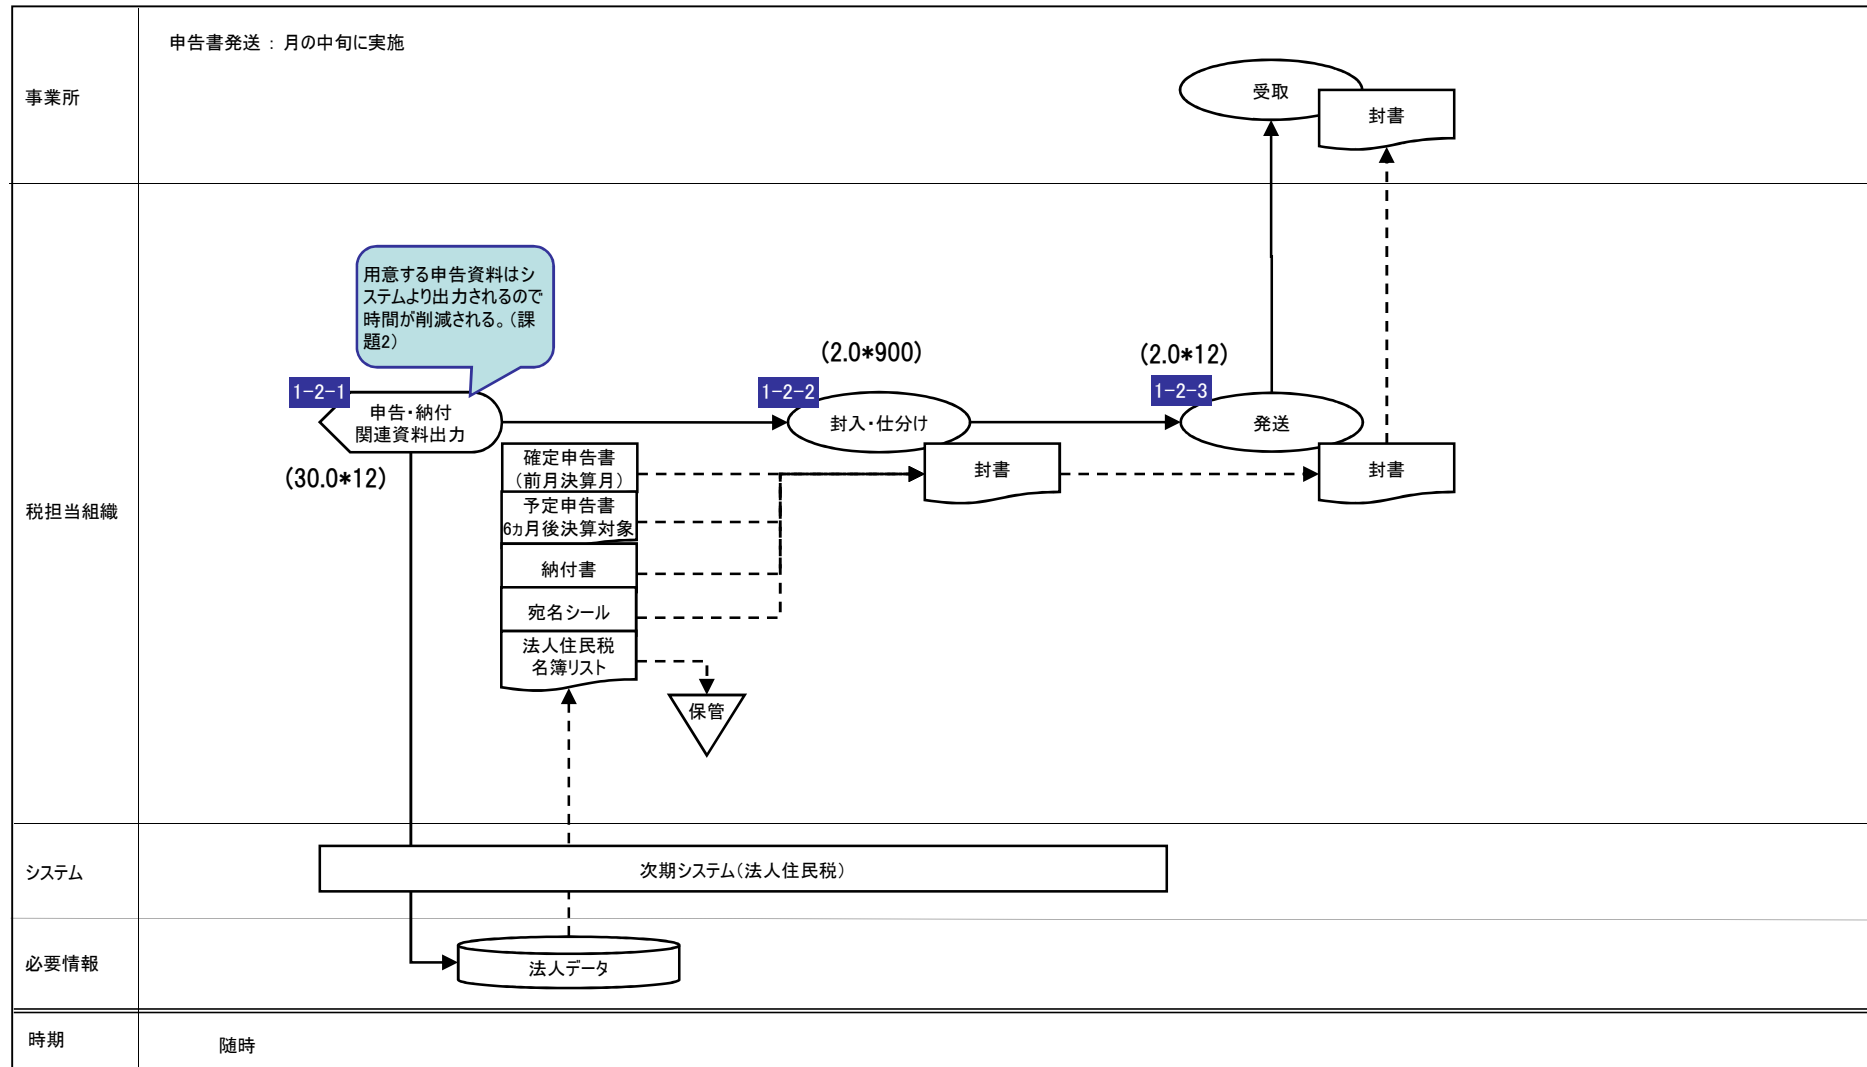 申告書発送 : 月の中旬に実施
事業所
受取
封書
用意する申告資料はシ
ステムより出力されるので
時間が削減される。(課
題2)
(2.0*900)
(2.0*12)
1-2-1
1-2-2
1-2-3
申告・納付
関連資料出力
封入・仕分け
発送
(30.0*12)
確定申告書
(前月決算月)
封書
封書
税担当組織
予定申告書
6カ月後決算対象
納付書
宛名シール
法人住民税
名簿リスト
保管
システム
次期システム(法人住民税)
必要情報
法人データ
時期
随時